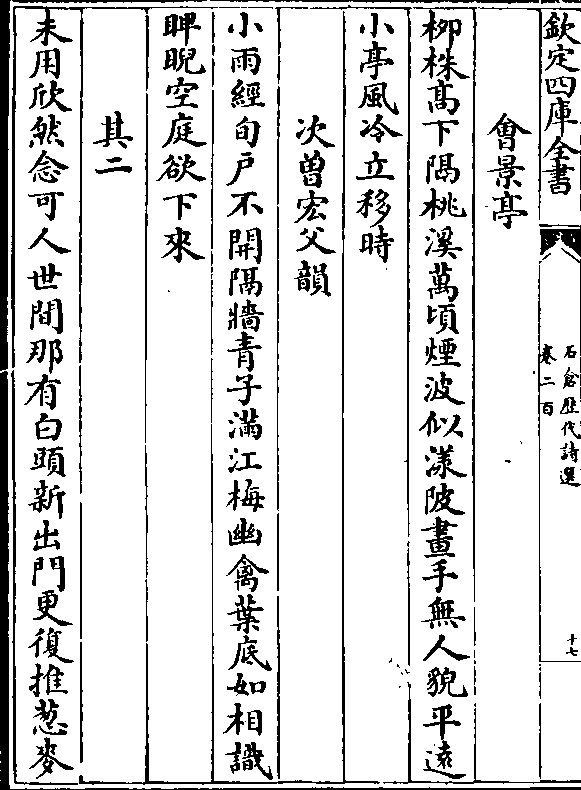 欽定四庫全書
石倉歷代詩選
卷二百
十七
會景亭
柳株髙下隔桃溪萬頃煙波似漾陂畫手無人貌平逺
小亭風冷立移時
次曽宏父韻
小雨經旬户不開隔牆青子滿江梅幽禽葉底如相識
睥睨空庭欲下來
其二
未用欣然念可人世間那有白頭新出門更復推葱麥